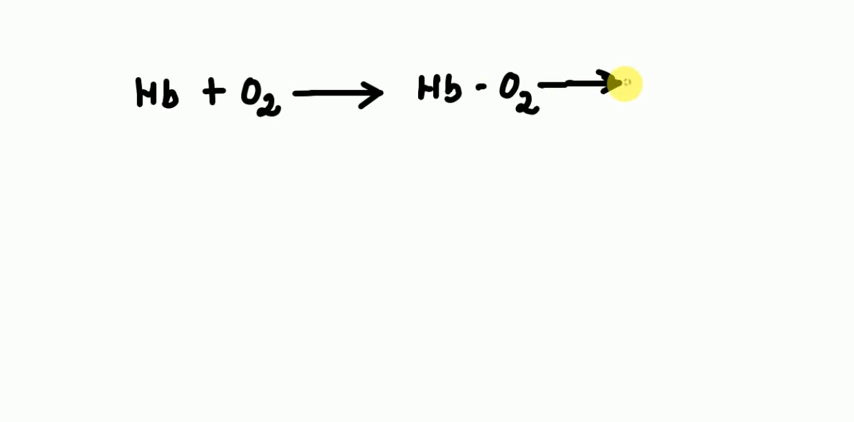 Hb + O₂ ⟶ Hb - O₂ ⟶